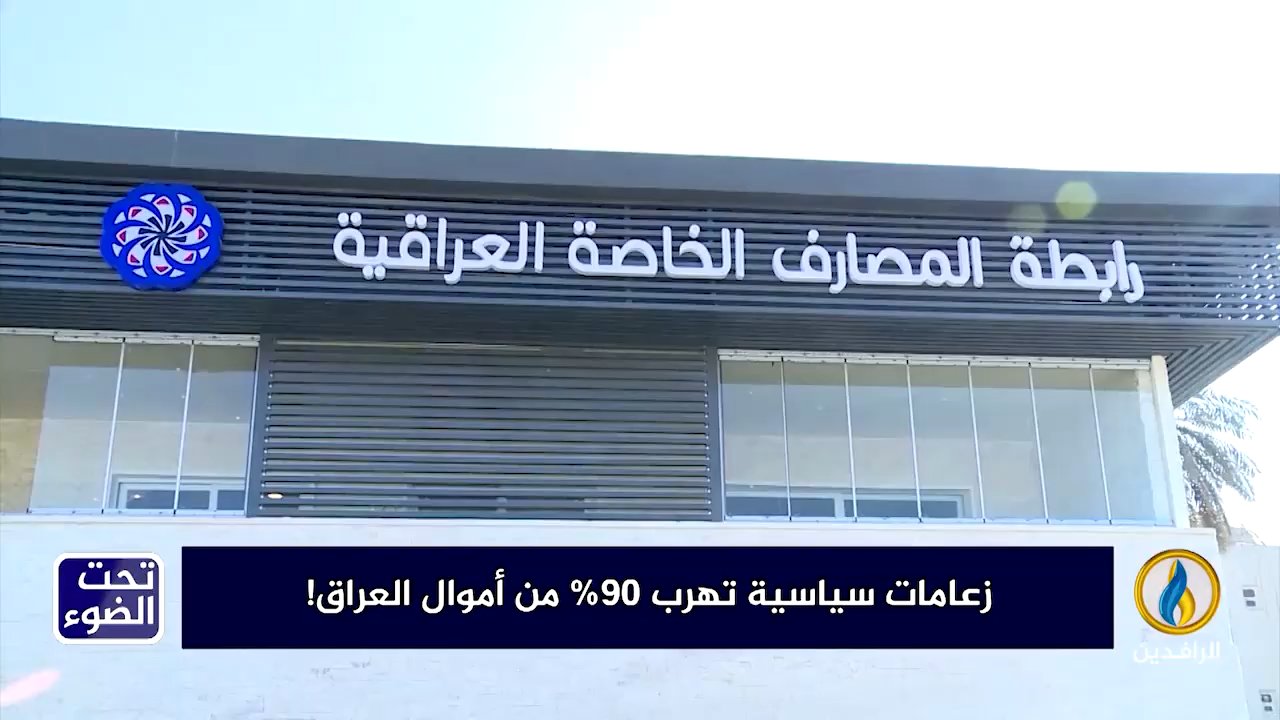 رابطة المصارف الخاصة العراقية
زعامات سياسية تهرب 90% من أموال العراق!
تحت
الضوء
الرافدين